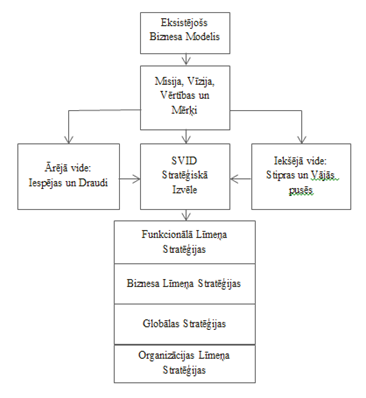 Eksistējošs
Biznesa Modelis
Misija, Vīzija,
Vērtības un
Mērķi
Ārējā vide:
Iespējas un Draudi
SVID
Stratēģiskā
Izvēle
Iekšējā vide:
Stipras un Vājās
pusēs
Funkcionālā Līmeņa
Stratēģijas
Biznesa Līmeņa Stratēģijas
Globālas Stratēģijas
Organizācijas Līmeņa
Stratēģijas